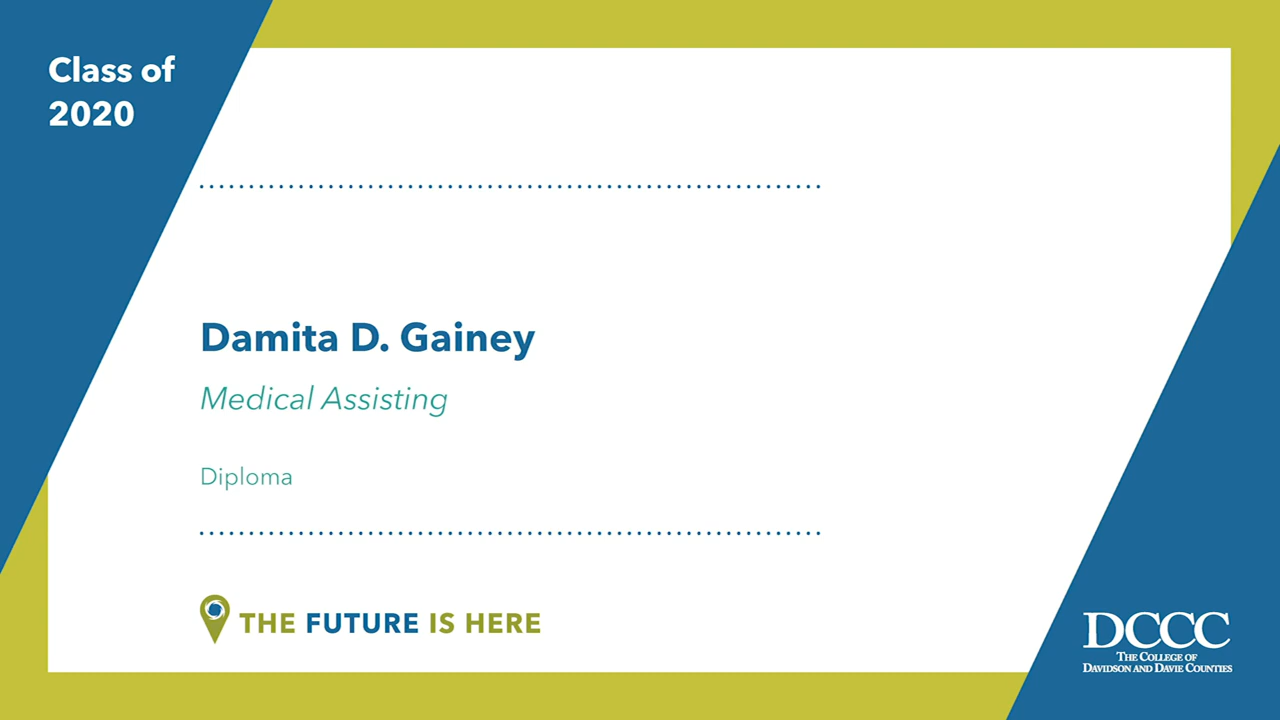 Class of
2020
Damita D. Gainey
Medical Assisting
Diploma
THE FUTURE IS HERE
DCCC
THE COLLEGE OF
DAVIDSON AND DAVIE COUNTIES